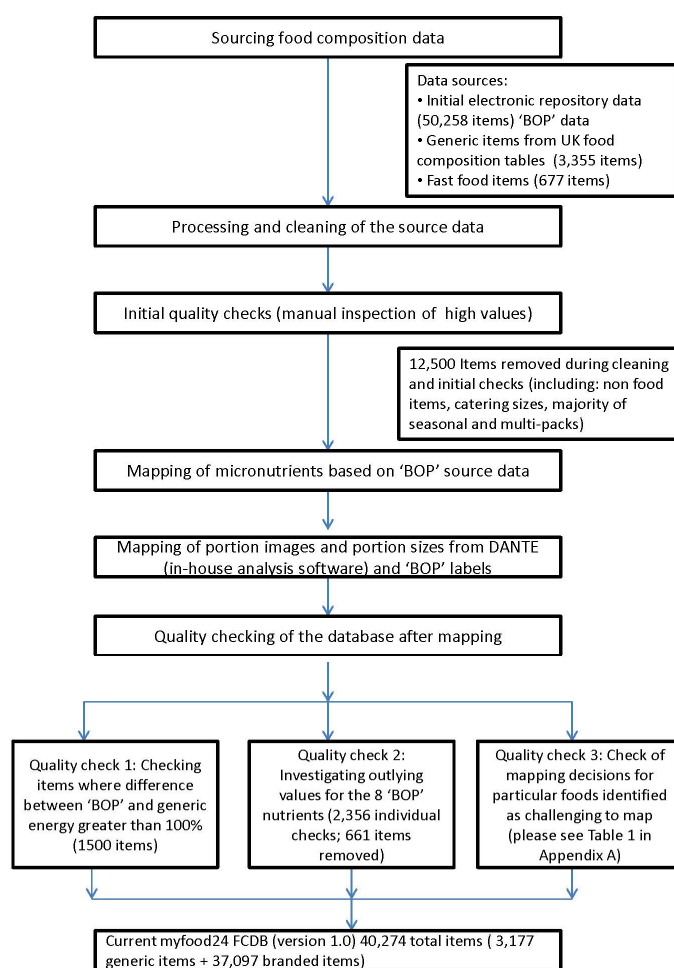 Sourcing food composition data
Data sources:
• Initial electronic repository data
(50,258 items) ‘BOP’ data
• Generic items from UK food
composition tables (3,355 items)
• Fast food items (677 items)
Processing and cleaning of the source data
Initial quality checks (manual inspection of high values)
12,500 Items removed during cleaning
and initial checks (including: non food
items, catering sizes, majority of
seasonal and multi-packs)
Mapping of micronutrients based on ‘BOP’ source data
Mapping of portion images and portion sizes from DANTE
(in-house analysis software) and ‘BOP’ labels
Quality checking of the database after mapping
Quality check 1: Checking
items where difference
between ‘BOP’ and generic
energy greater than 100%
(1500 items)
Quality check 2:
Investigating outlying
values for the 8 ‘BOP’
nutrients (2,356 individual
checks; 661 items
removed)
Quality check 3: Check of
mapping decisions for
particular foods identified
as challenging to map
(please see Table 1 in
Appendix A)
Current myfood24 FCDB (version 1.0) 40,274 total items ( 3,177
generic items + 37,097 branded items)